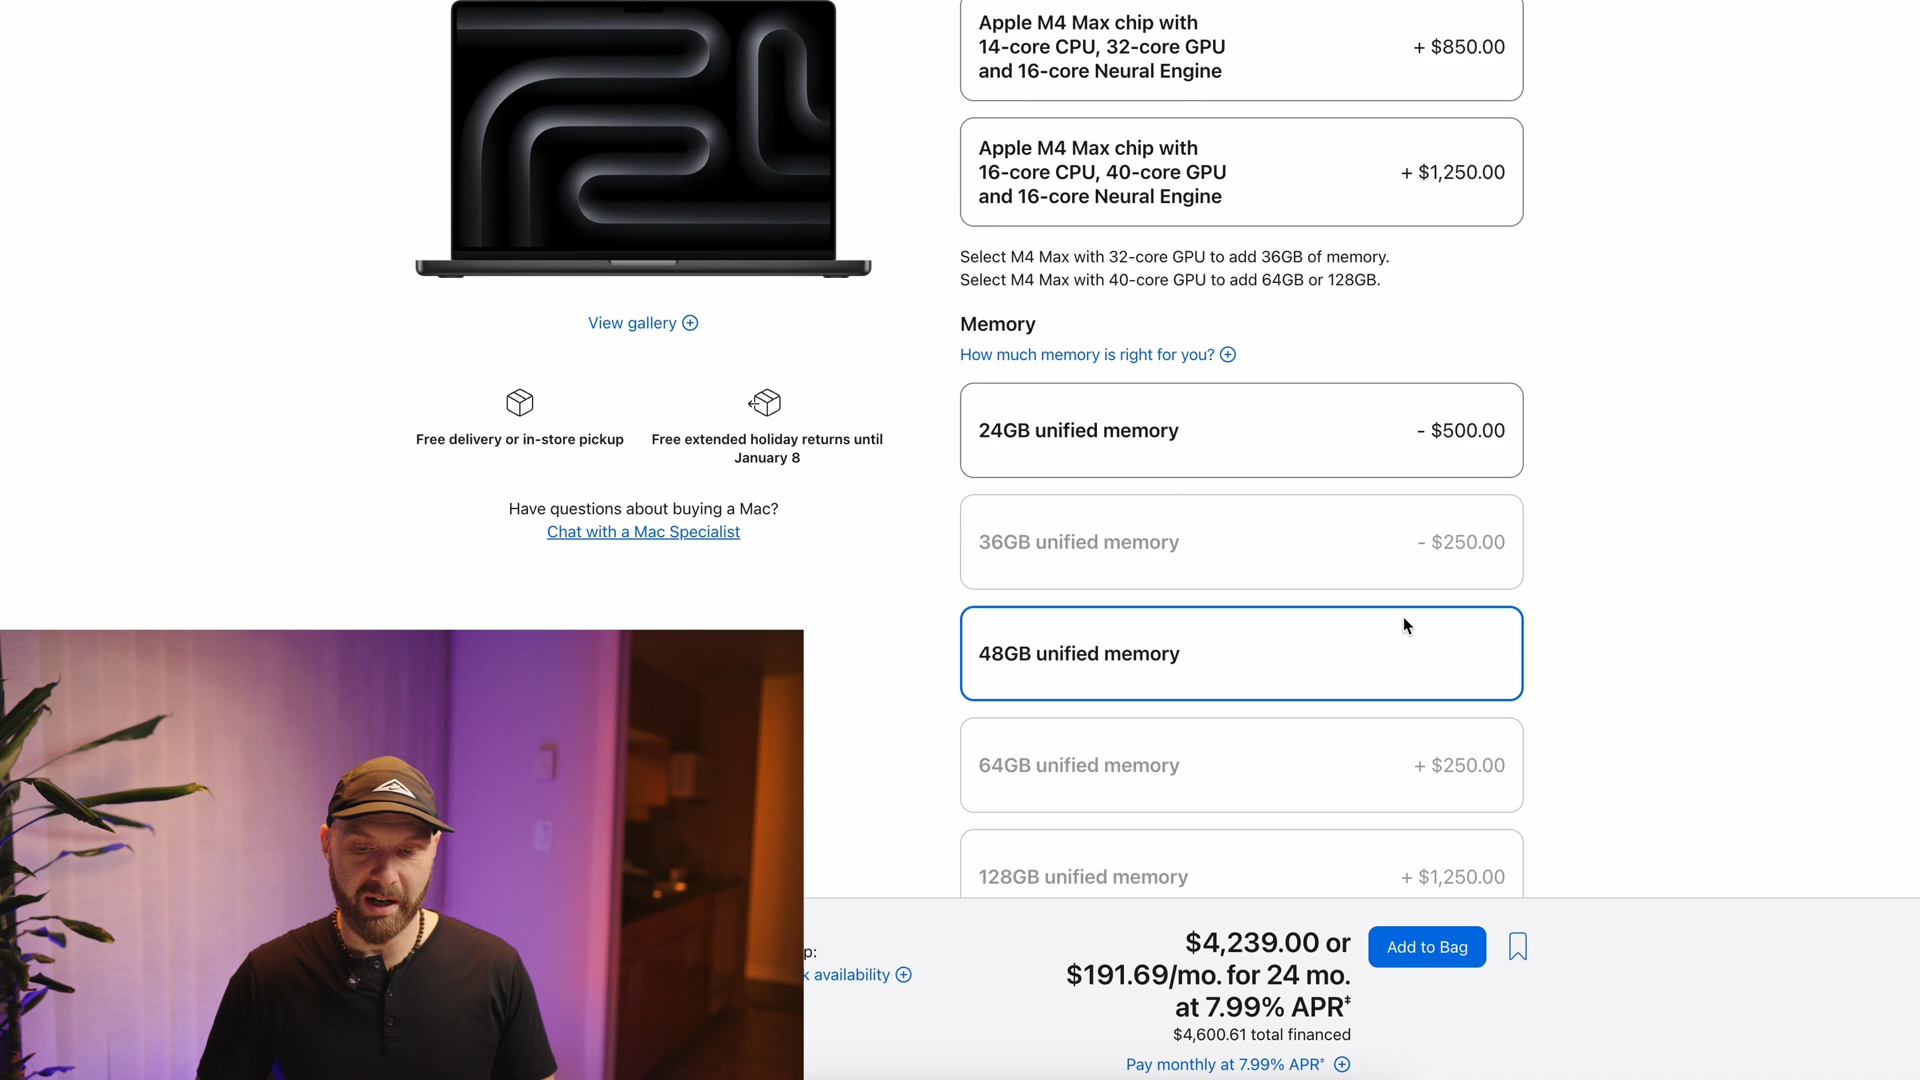 Apple M4 Max chip with
14-core CPU, 32-core GPU
and 16-core Neural Engine
+ $850.00
Apple M4 Max chip with
16-core CPU, 40-core GPU
and 16-core Neural Engine
+ $1,250.00
Select M4 Max with 32-core GPU to add 36GB of memory.
Select M4 Max with 40-core GPU to add 64GB or 128GB.
View gallery
Memory
How much memory is right for you?
24GB unified memory
- $500.00
Free delivery or in-store pickup
Free extended holiday returns until
January 8
Have questions about buying a Mac?
Chat with a Mac Specialist
36GB unified memory
- $250.00
48GB unified memory
64GB unified memory
+ $250.00
128GB unified memory
+ $1,250.00
p:
k availability
$4,239.00 or
$191.69/mo. for 24 mo.
at 7.99% APR‡
$4,600.61 total financed
Pay monthly at 7.99% APR‡
Add to Bag